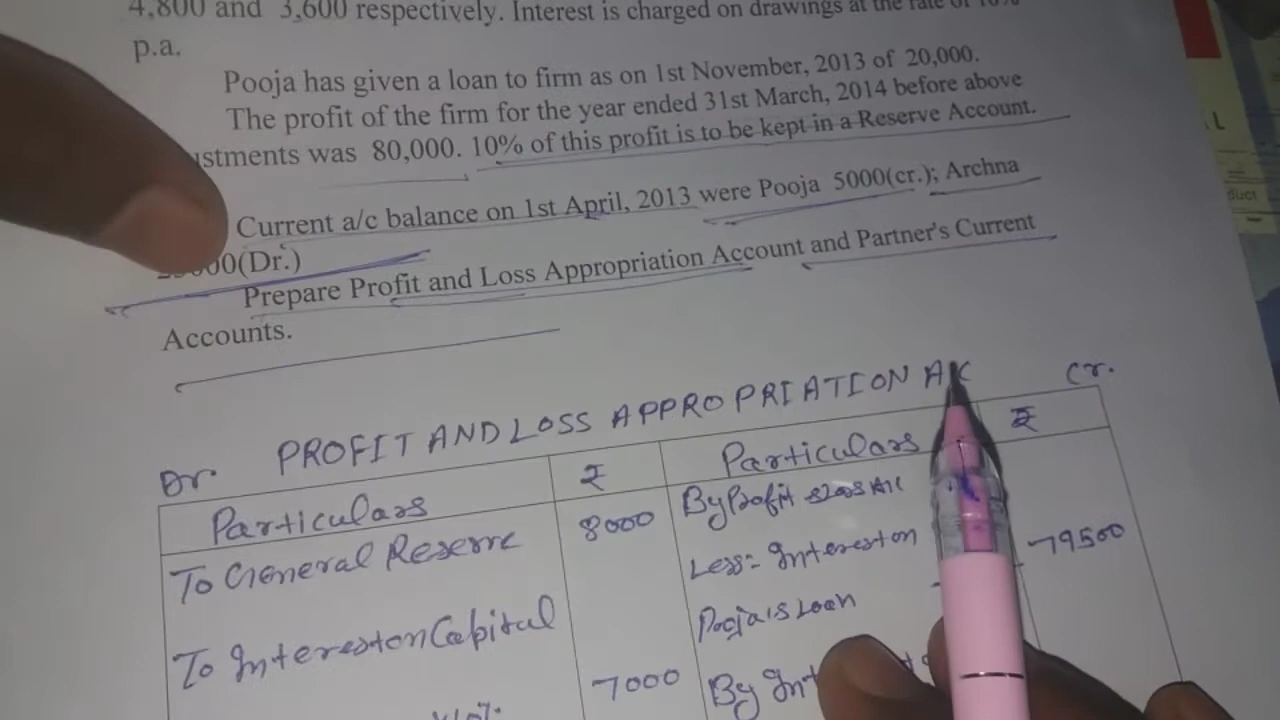 4,800 and 3,600 respectively. Interest is charged on drawings at the rate of 10%
p.a.
Pooja has given a loan to firm as on 1st November, 2013 of 20,000.
The profit of the firm for the year ended 31st March, 2014 before above
ustments was 80,000. 10% of this profit is to be kept in a Reserve Account.
Current a/c balance on 1st April, 2013 were Pooja 5000(cr.); Archna
000(Dr.)
Prepare Profit and Loss Appropriation Account and Partner's Current
Accounts.
PROFIT AND LOSS APPROPRIATION A/C Cr.
Dr
Particulars ₹ Particulars ₹
To General Reserve 8000 By Profit & Loss A/c
Less:- Interest on 79500
Pooja's Loan
To Interest on Capital
7000 By Int